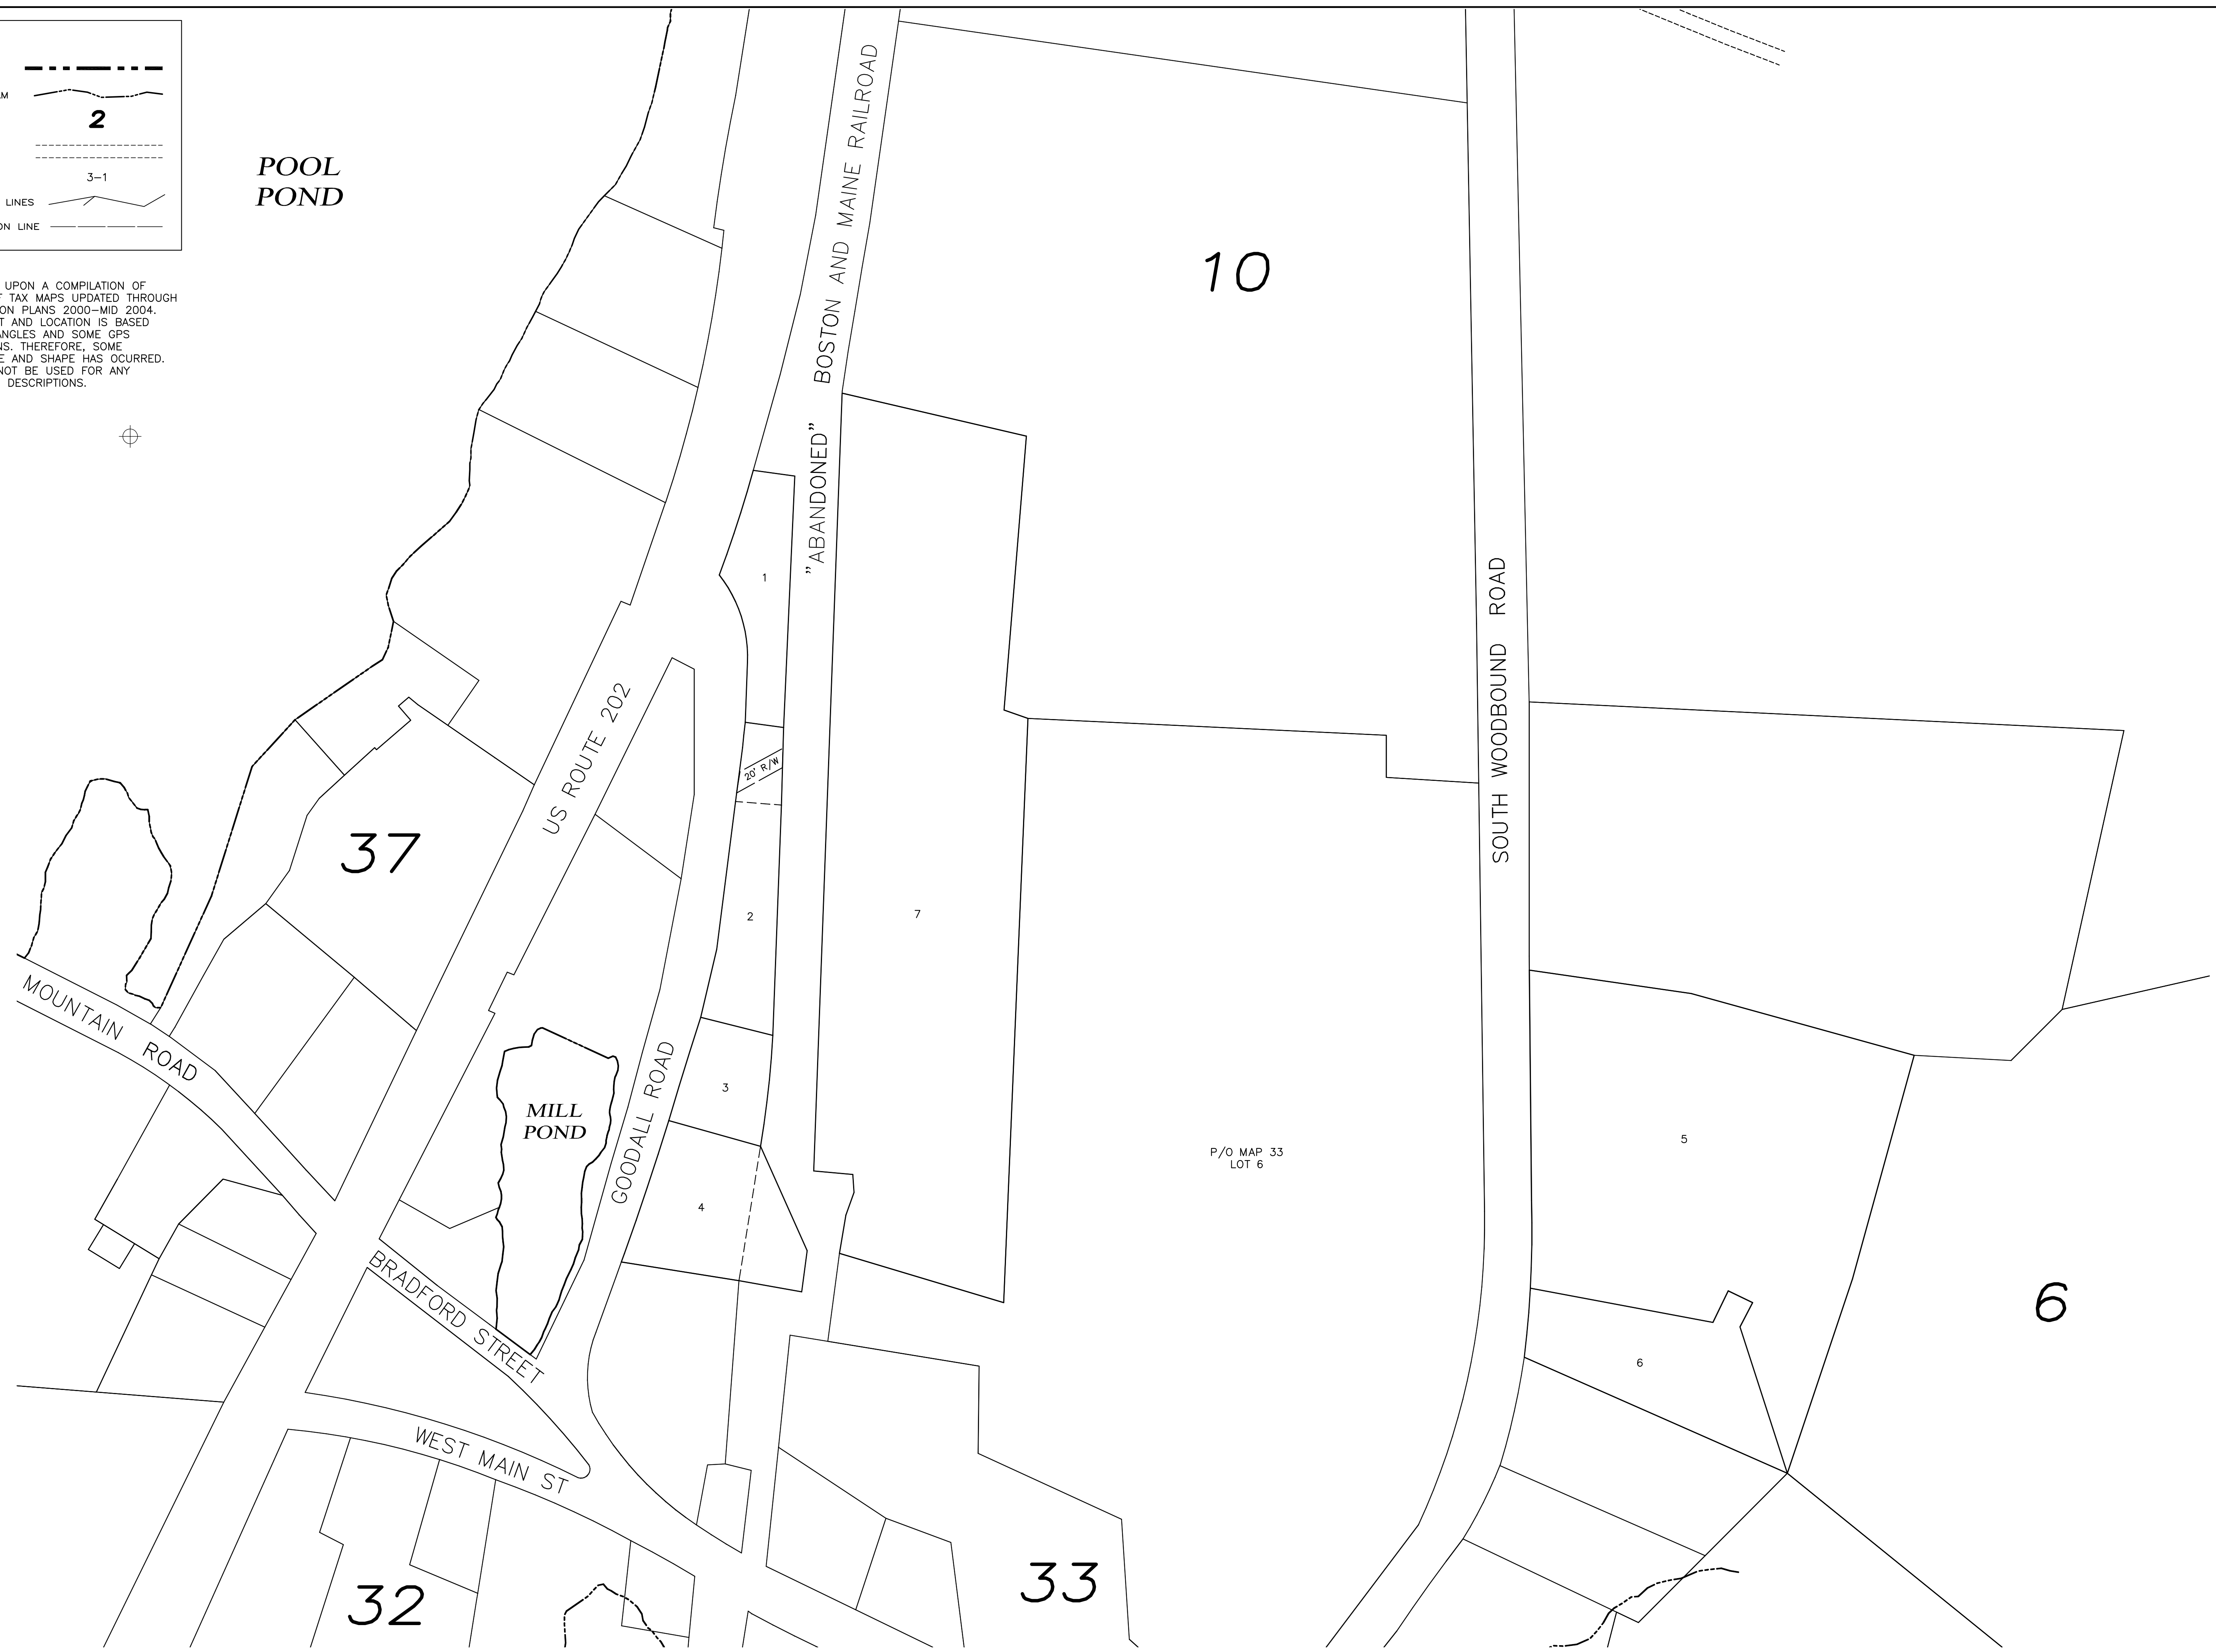 2
3-1
LINES
LINE
UPON A COMPILATION OF
TAX MAPS UPDATED THROUGH
ON PLANS 2000-MID 2004.
AND LOCATION IS BASED
AND SOME GPS
THEREFORE, SOME
AND SHAPE HAS OCURRED.
NOT BE USED FOR ANY
DESCRIPTIONS.
POOL
POND
BOSTON AND MAINE RAILROAD
"ABANDONED"
10
SOUTH WOODBOUND ROAD
1
US ROUTE 202
20' R/W
37
2
7
MOUNTAIN ROAD
GOODALL ROAD
3
MILL
POND
4
P/O MAP 33
LOT 6
5
6
6
BRADFORD STREET
WEST MAIN ST
32
33